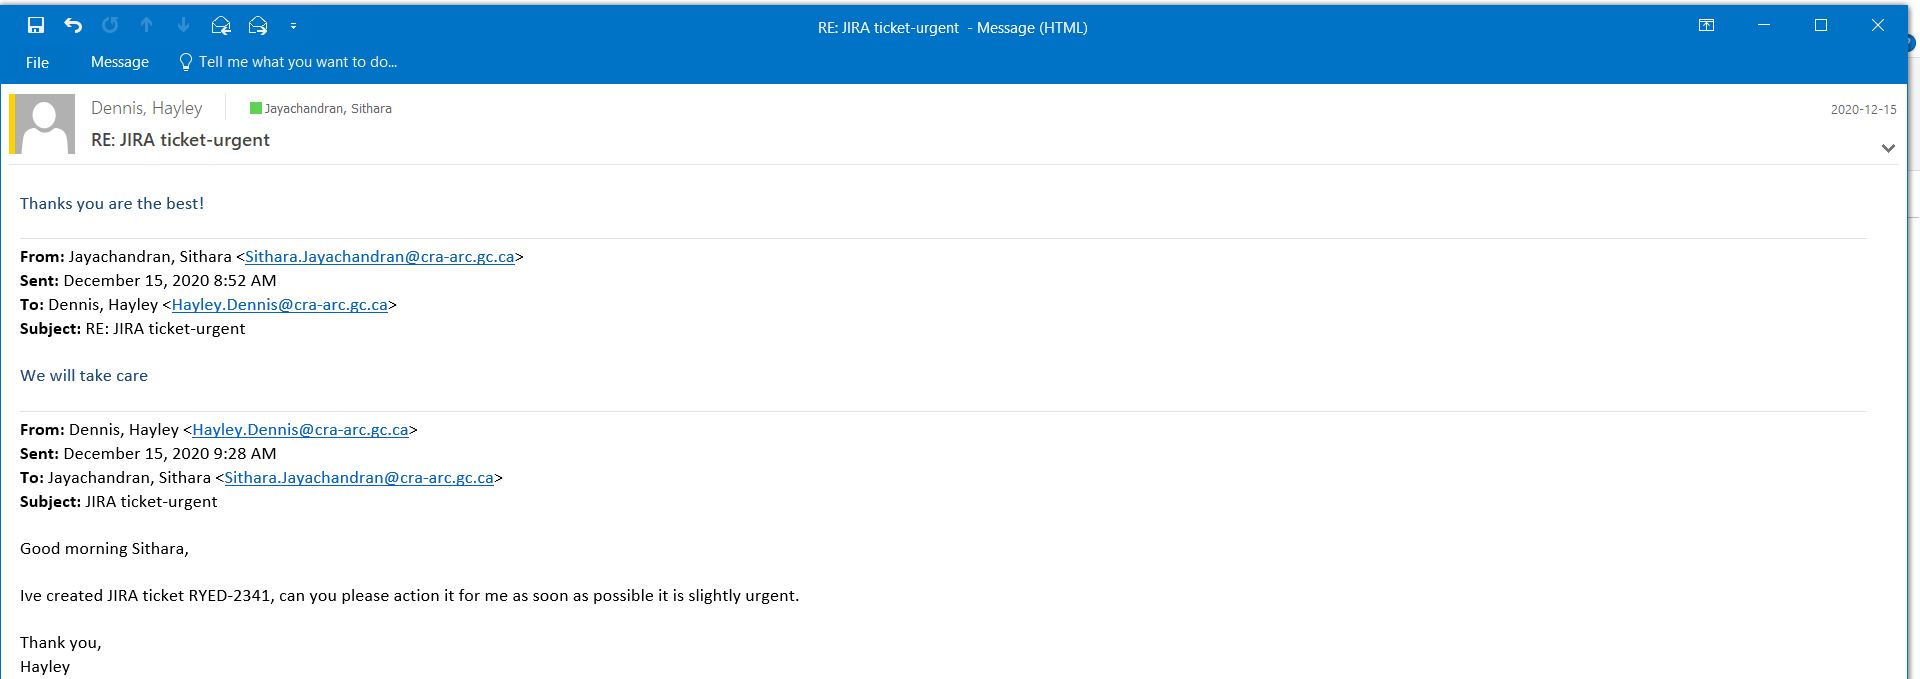 RE: JIRA ticket-urgent - Message (HTML)
File Message Tell me what you want to do...
Dennis, Hayley Jayachandran, Sithara 2020-12-15
RE: JIRA ticket-urgent
Thanks you are the best!
From: Jayachandran, Sithara <Sithara.Jayachandran@cra-arc.gc.ca>
Sent: December 15, 2020 8:52 AM
To: Dennis, Hayley <Hayley.Dennis@cra-arc.gc.ca>
Subject: RE: JIRA ticket-urgent
We will take care
From: Dennis, Hayley <Hayley.Dennis@cra-arc.gc.ca>
Sent: December 15, 2020 9:28 AM
To: Jayachandran, Sithara <Sithara.Jayachandran@cra-arc.gc.ca>
Subject: JIRA ticket-urgent
Good morning Sithara,
Ive created JIRA ticket RYED-2341, can you please action it for me as soon as possible it is slightly urgent.
Thank you,
Hayley